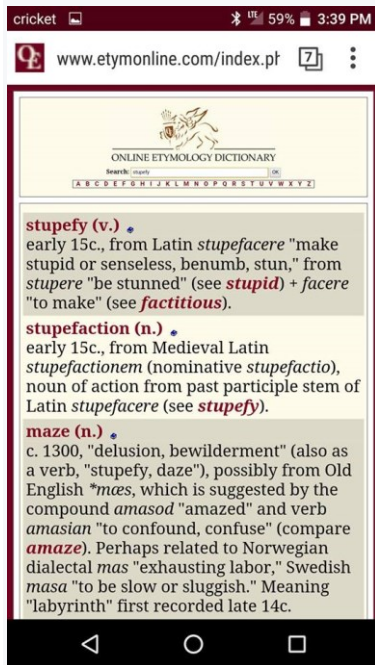 cricket LTE 59% 3:39 PM
OE www.etymonline.com/index.ph 7
ONLINE ETYMOLOGY DICTIONARY
Search: stupefy OK
A B C D E F G H I J K L M N O P Q R S T U V W X Y Z
stupefy (v.)
early 15c., from Latin stupefacere "make
stupid or senseless, benumb, stun," from
stupere "be stunned" (see stupid) + facere
"to make" (see factitious).
stupefaction (n.)
early 15c., from Medieval Latin
stupefactionem (nominative stupefactio),
noun of action from past participle stem of
Latin stupefacere (see stupefy).
maze (n.)
c. 1300, "delusion, bewilderment" (also as
a verb, "stupefy, daze"), possibly from Old
English *mæs, which is suggested by the
compound amasod "amazed" and verb
amasian "to confound, confuse" (compare
amaze). Perhaps related to Norwegian
dialectal mas "exhausting labor," Swedish
masa "to be slow or sluggish." Meaning
"labyrinth" first recorded late 14c.